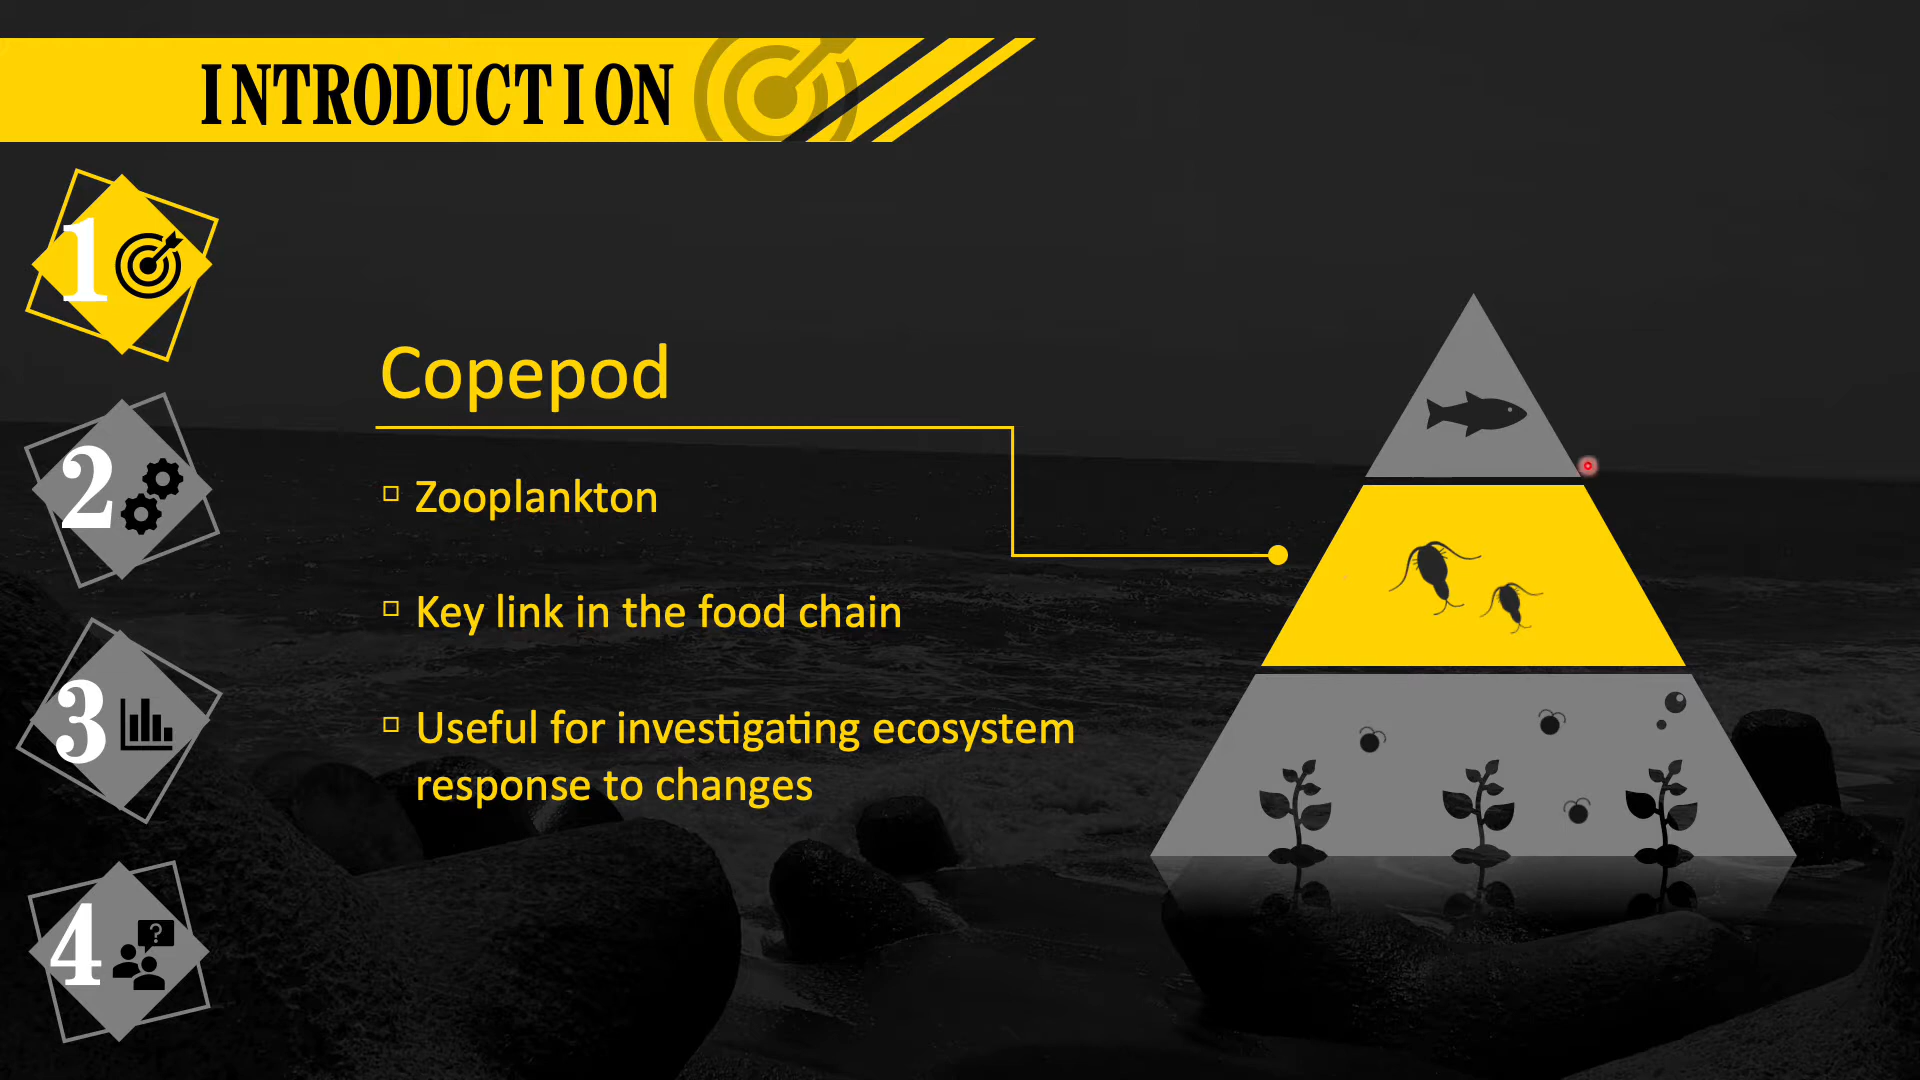 INTRODUCTION
1
2
3
4
Copepod
Zooplankton
Key link in the food chain
Useful for investigating ecosystem
response to changes
?